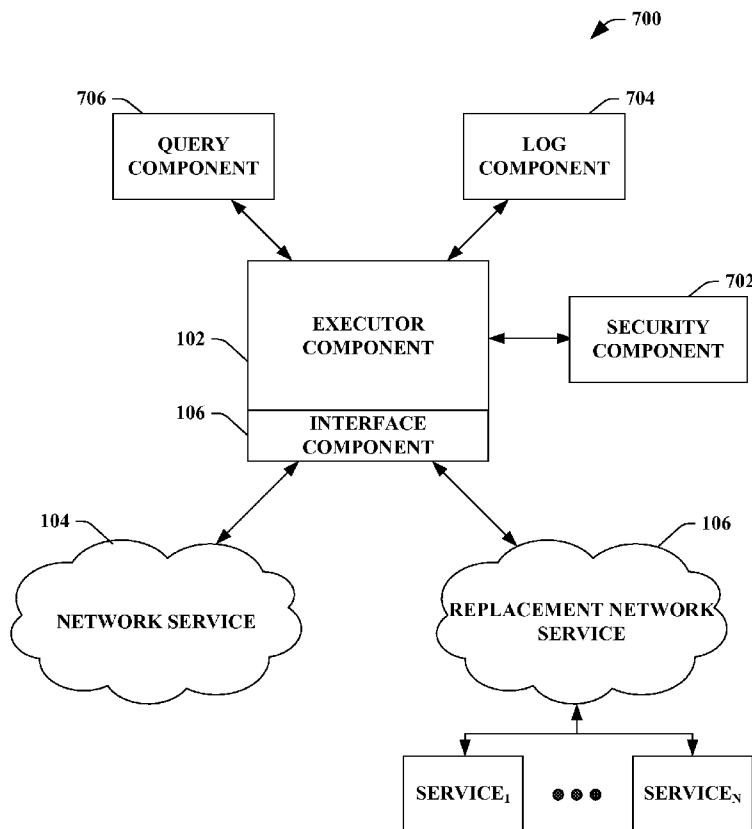 700
706
704
QUERY
COMPONENT
LOG
COMPONENT
702
EXECUTOR
COMPONENT
SECURITY
COMPONENT
102
106
INTERFACE
COMPONENT
104
106
NETWORK SERVICE
REPLACEMENT NETWORK
SERVICE
SERVICE₁
SERVICEₙ